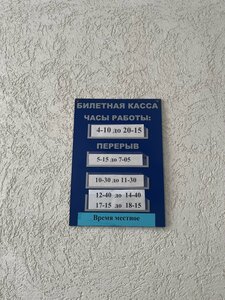 БИЛЕТНАЯ КАССА
ЧАСЫ РАБОТЫ:
4-10 до 20-15
ПЕРЕРЫВ
5-15 до 7-05
10-30 до 11-30
12-40 до 14-40
17-15 до 18-15
Время местное